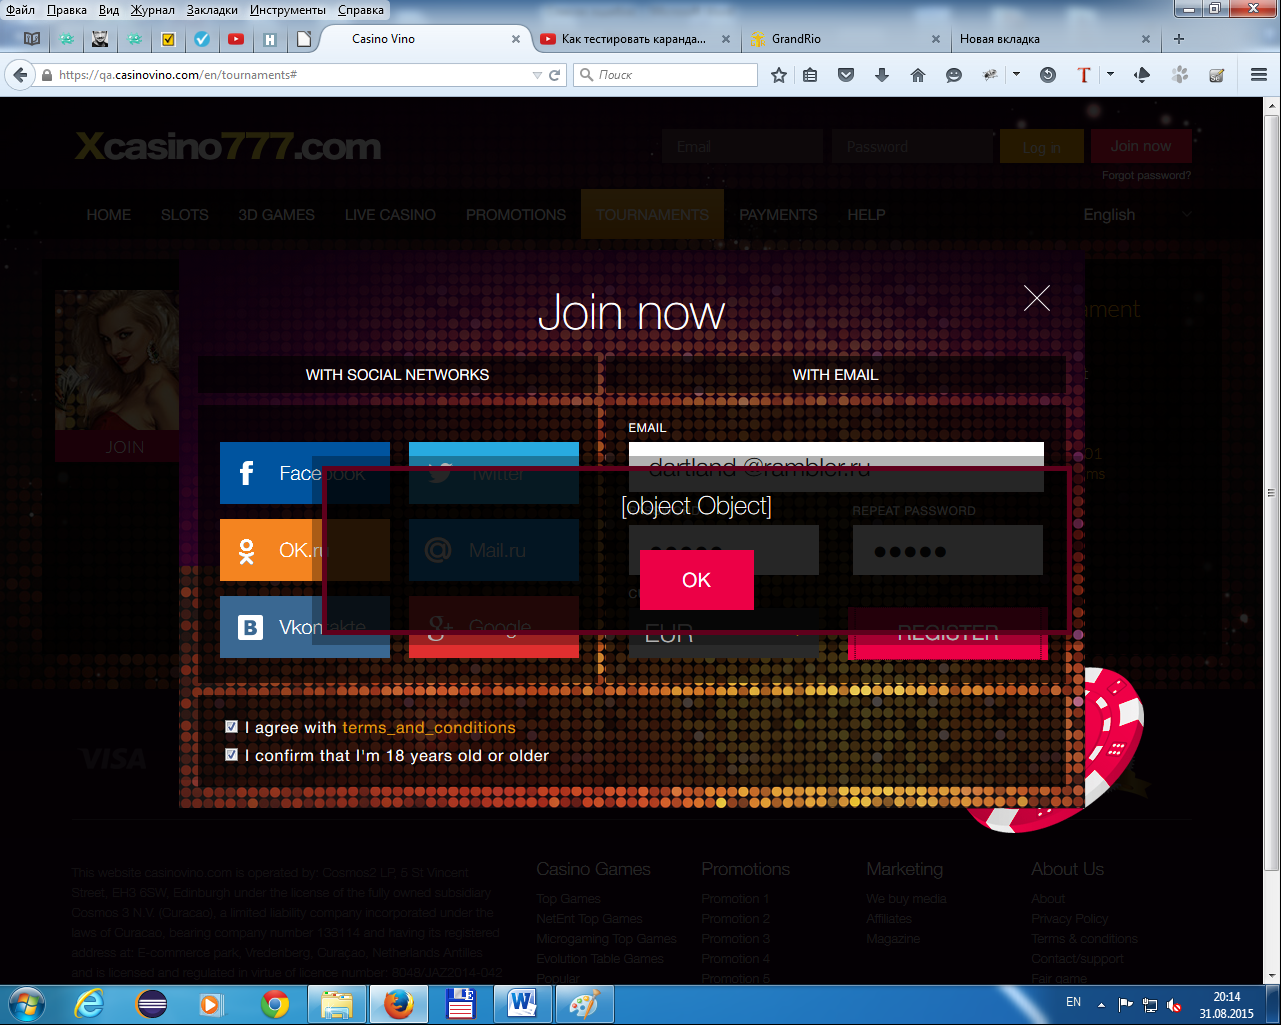 Файл Правка Вид Журнал Закладки Инструменты Справка
Casino Vino
Как тестировать каранда...
GrandRio
Новая вкладка
https://qa.casinovino.com/en/tournaments#
Поиск
Xcasino777.com
Email
Password
Log in
Join now
Forgot password?
HOME SLOTS 3D GAMES LIVE CASINO PROMOTIONS TOURNAMENTS PAYMENTS HELP
English
Join now
WITH SOCIAL NETWORKS
WITH EMAIL
JOIN
EMAIL
Facebook
Twitter
dartland @rambler.ru
[object Object]
REPEAT PASSWORD
OK.ru
Mail.ru
OK
Vkontakte
Google
EUR
REGISTER
I agree with terms_and_conditions
I confirm that I'm 18 years old or older
VISA
This website casinovino.com is operated by: Cosmos2 LP, 5 St Vincent
Street, EH3 8SW, Edinburgh under the license of the fully owned subsidiary
Cosmos 3 N.V (Curacao), a limited liability company incorporated under the
laws of Curacao, bearing company number 133114 and having its registered
address at: E-commerce park, Vredenberg, Curaçao, Netherlands Antilles
and is licensed and regulated in virtue of licence number: 8048/JAZ2014-042
Casino Games
Top Games
NetEnt Top Games
Microgaming Top Games
Evolution Table Games
Popular
Promotions
Promotion 1
Promotion 2
Promotion 3
Promotion 4
Promotion 5
Marketing
We buy media
Affiliates
Magazine
About Us
About
Privacy Policy
Terms & conditions
Contact/support
Fair game
EN
20:14
31.08.2015